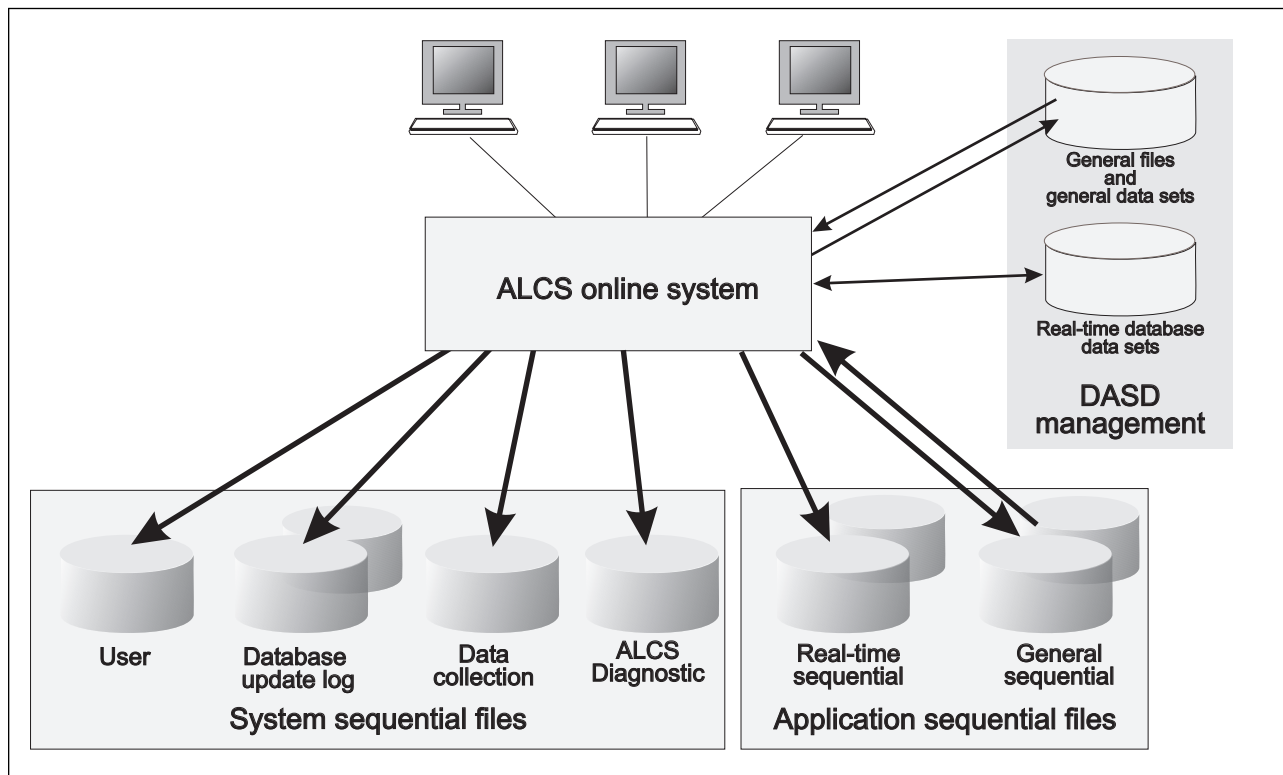 General files
and
general data sets
ALCS online system
Real-time database
data sets
DASD
management
User
Database
update log
Data
collection
ALCS
Diagnostic
System sequential files
Real-time
sequential
General
sequential
Application sequential files